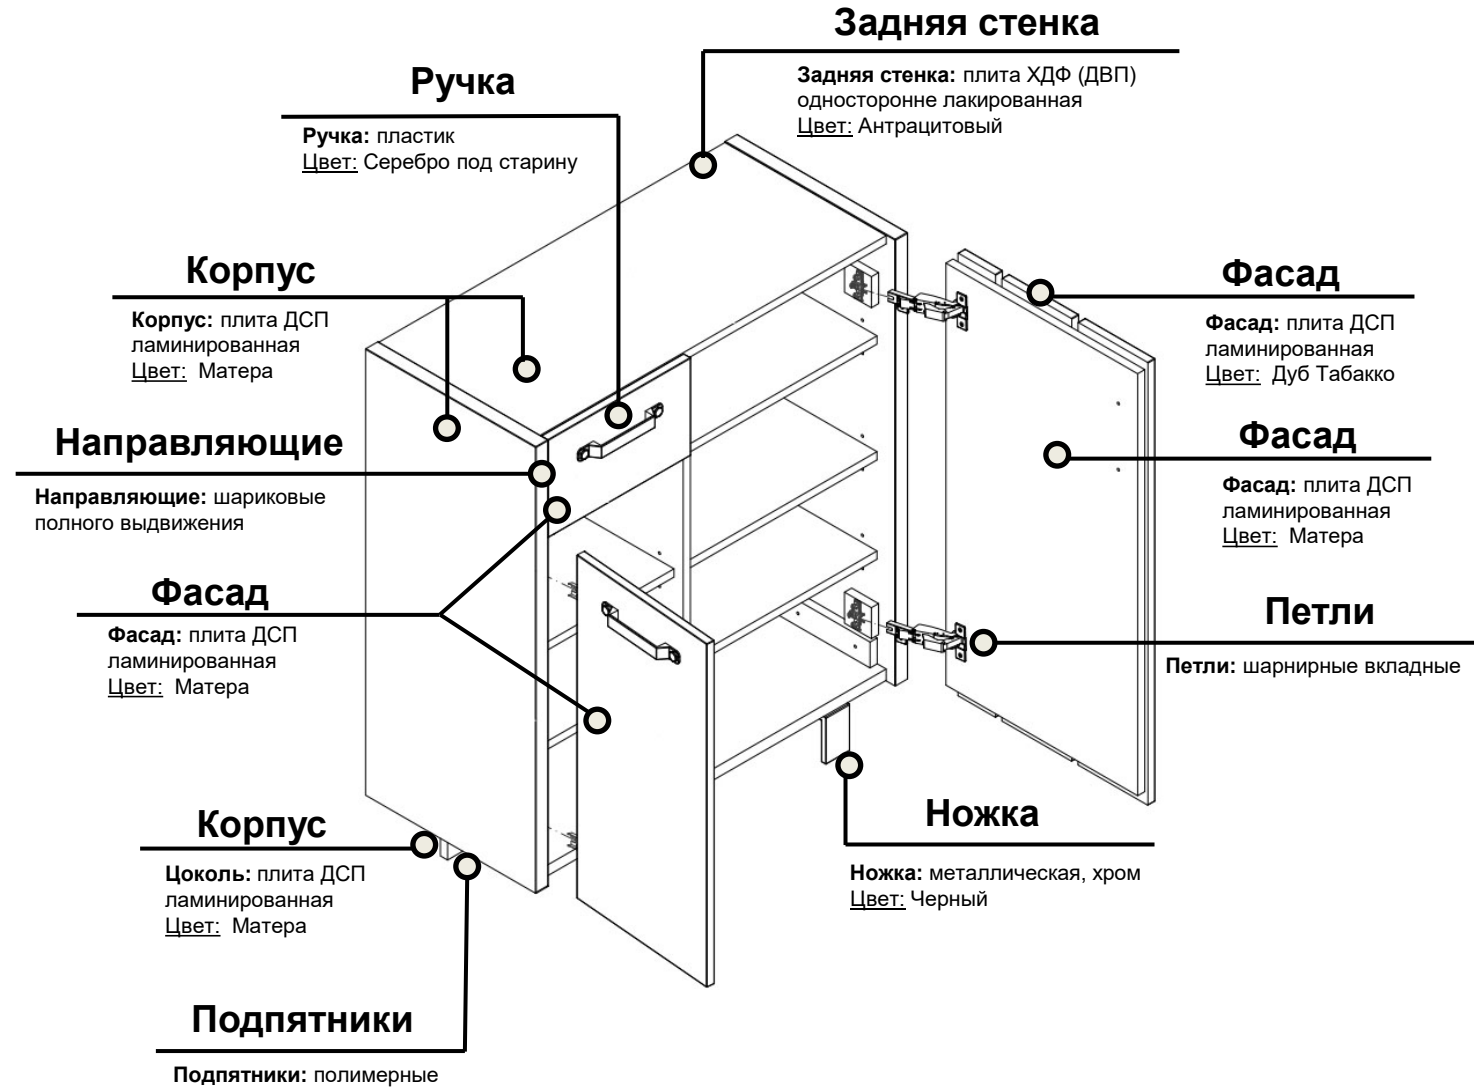 Задняя стенка
Задняя стенка: плита ХДФ (ДВП)
односторонне лакированная
Цвет: Антрацитовый
Ручка
Ручка: пластик
Цвет: Серебро под старину
Корпус
Корпус: плита ДСП
ламинированная
Цвет: Матера
Фасад
Фасад: плита ДСП
ламинированная
Цвет: Дуб Табакко
Направляющие
Направляющие: шариковые
полного выдвижения
Фасад
Фасад: плита ДСП
ламинированная
Цвет: Матера
Фасад
Фасад: плита ДСП
ламинированная
Цвет: Матера
Петли
Петли: шарнирные вкладные
Корпус
Цоколь: плита ДСП
ламинированная
Цвет: Матера
Ножка
Ножка: металлическая, хром
Цвет: Черный
Подпятники
Подпятники: полимерные